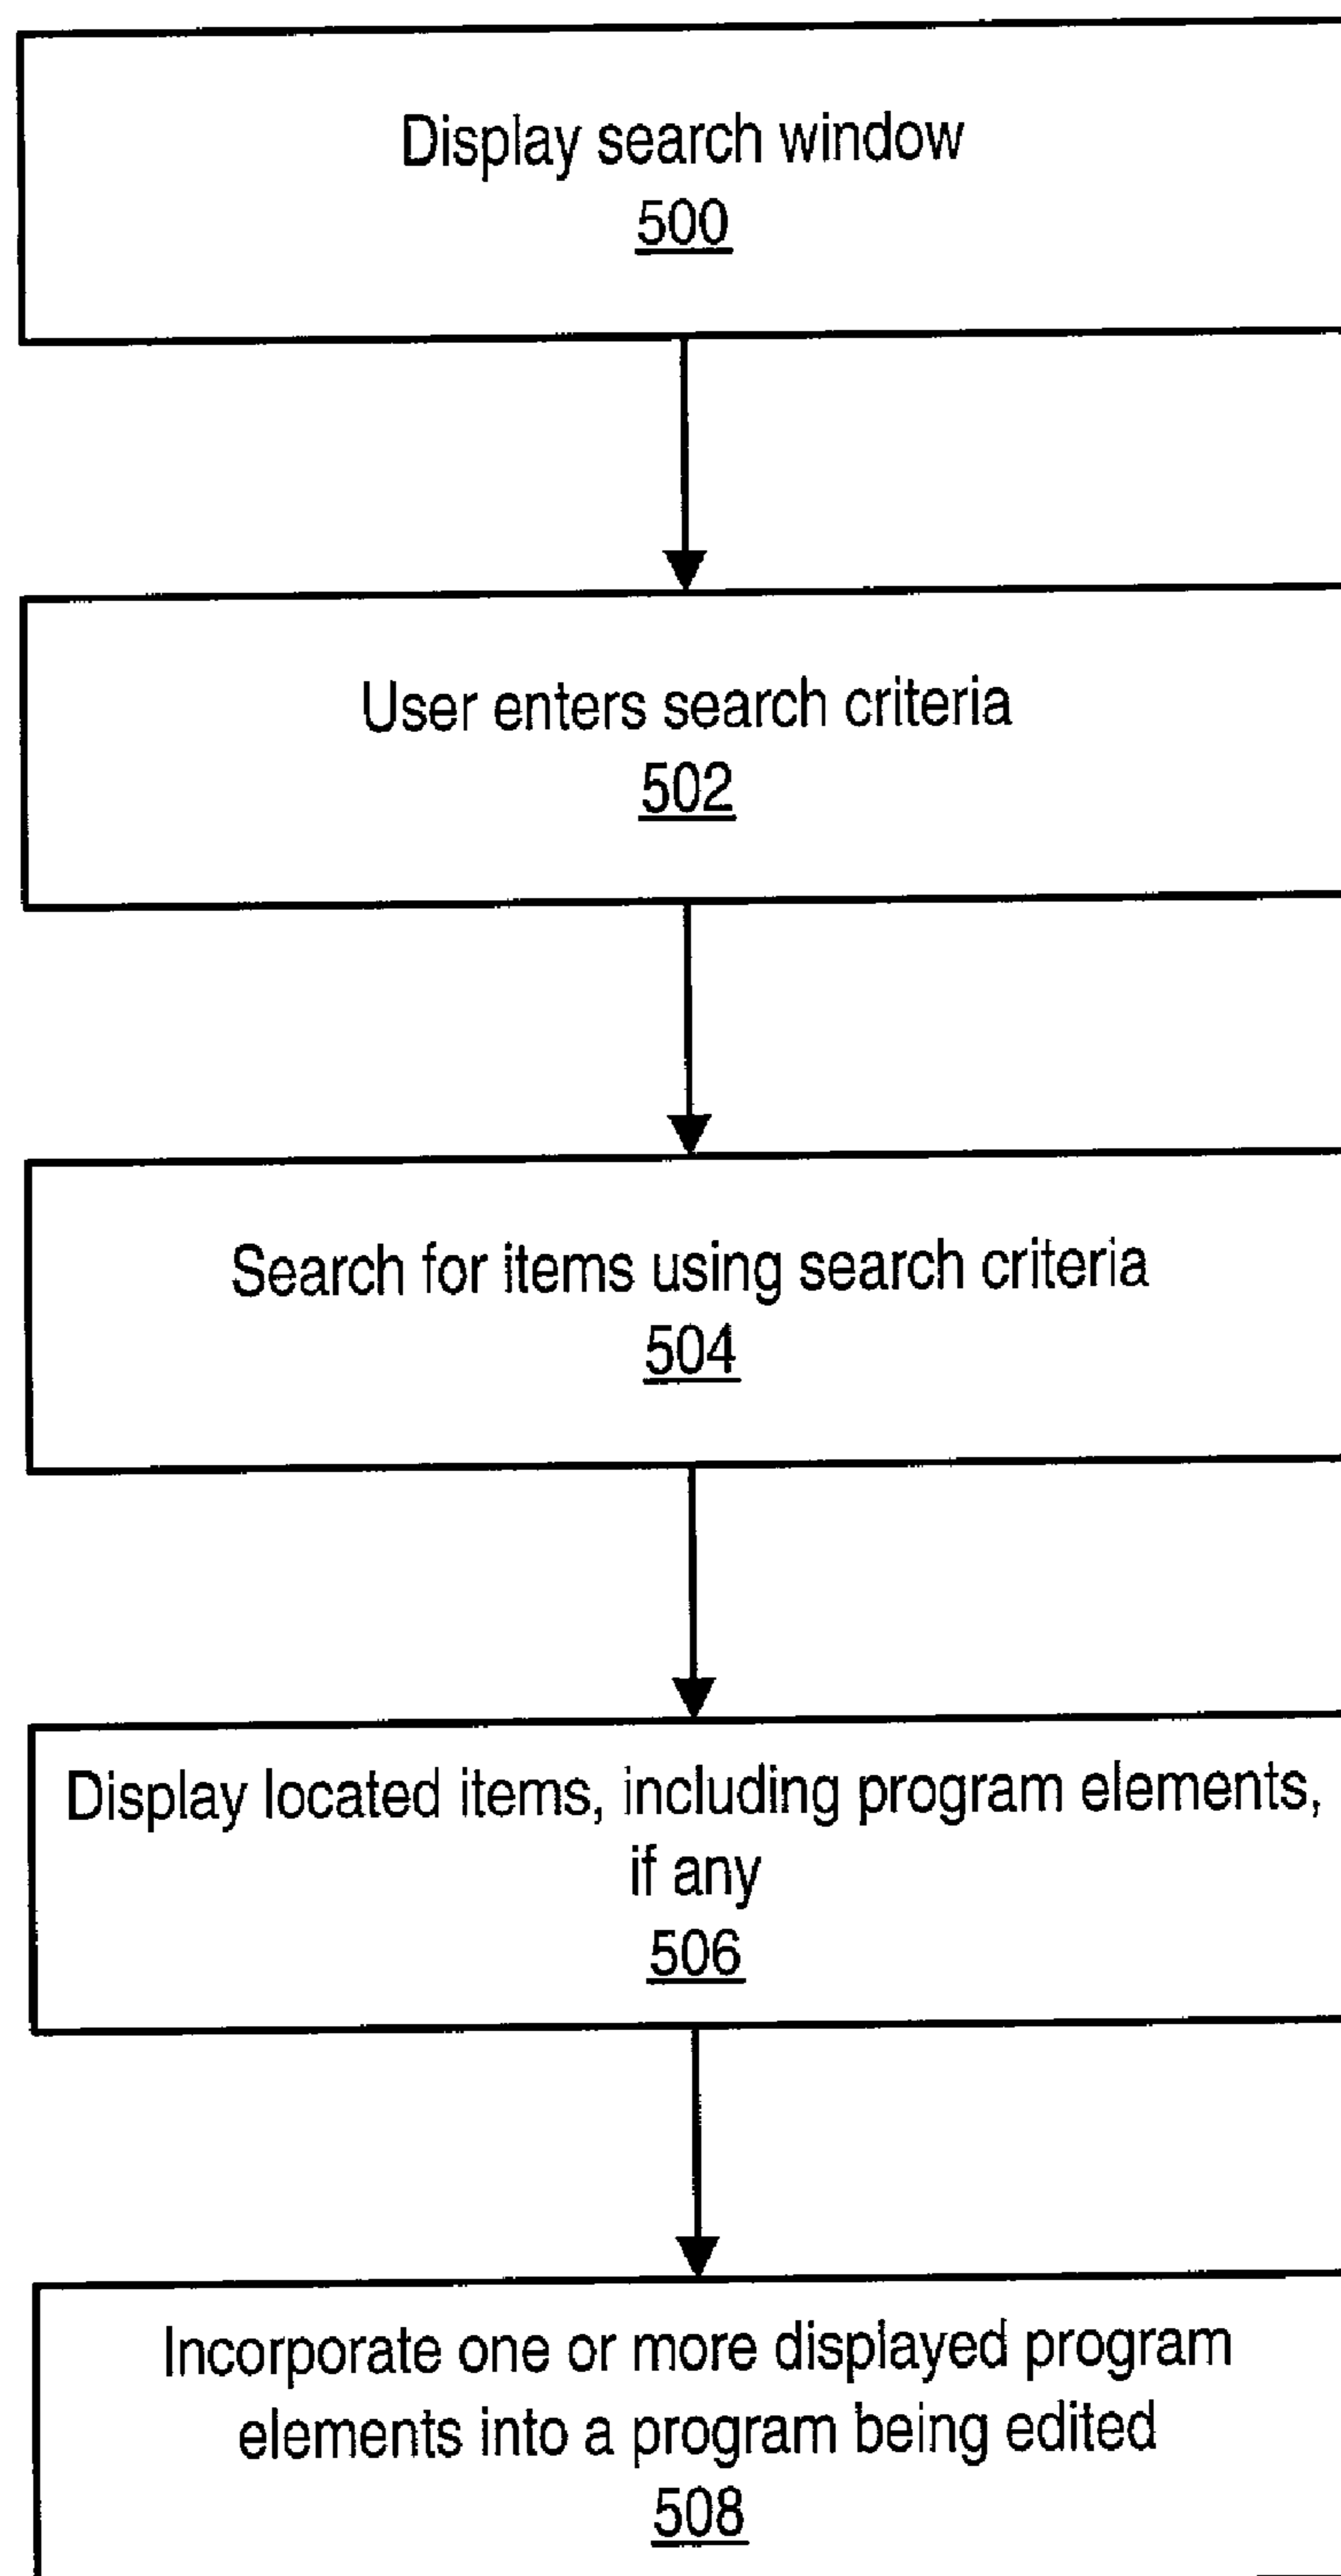 Display search window
500
User enters search criteria
502
Search for items using search criteria
504
Display located items, including program elements,
if any
506
Incorporate one or more displayed program
elements into a program being edited
508